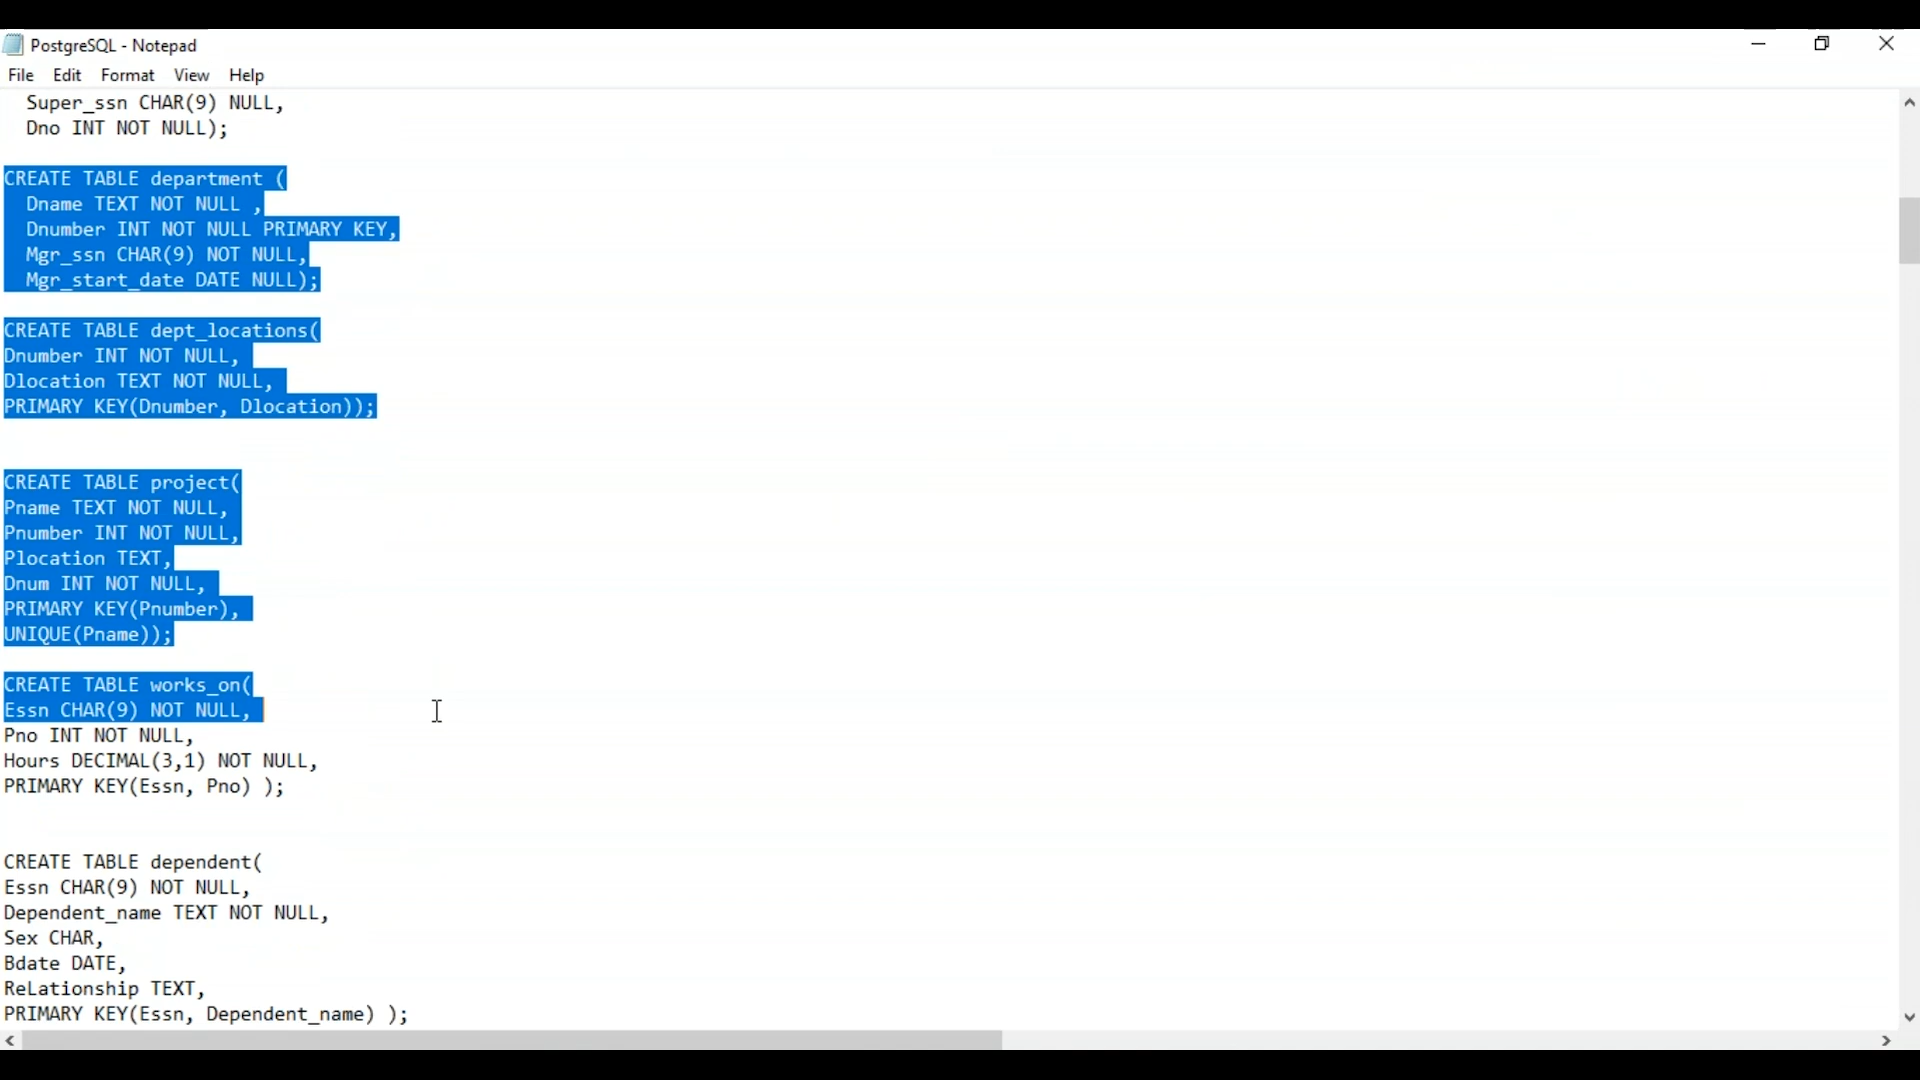 PostgreSQL - Notepad
File Edit Format View Help
Super_ssn CHAR(9) NULL,
Dno INT NOT NULL);
CREATE TABLE department (
Dname TEXT NOT NULL ,
Dnumber INT NOT NULL PRIMARY KEY,
Mgr_ssn CHAR(9) NOT NULL,
Mgr_start_date DATE NULL);
CREATE TABLE dept_locations(
Dnumber INT NOT NULL,
Dlocation TEXT NOT NULL,
PRIMARY KEY(Dnumber, Dlocation));
CREATE TABLE project(
Pname TEXT NOT NULL,
Pnumber INT NOT NULL,
Plocation TEXT,
Dnum INT NOT NULL,
PRIMARY KEY(Pnumber),
UNIQUE(Pname));
CREATE TABLE works_on(
Essn CHAR(9) NOT NULL,
Pno INT NOT NULL,
Hours DECIMAL(3,1) NOT NULL,
PRIMARY KEY(Essn, Pno) );
CREATE TABLE dependent(
Essn CHAR(9) NOT NULL,
Dependent_name TEXT NOT NULL,
Sex CHAR,
Bdate DATE,
ReLationship TEXT,
PRIMARY KEY(Essn, Dependent_name) );